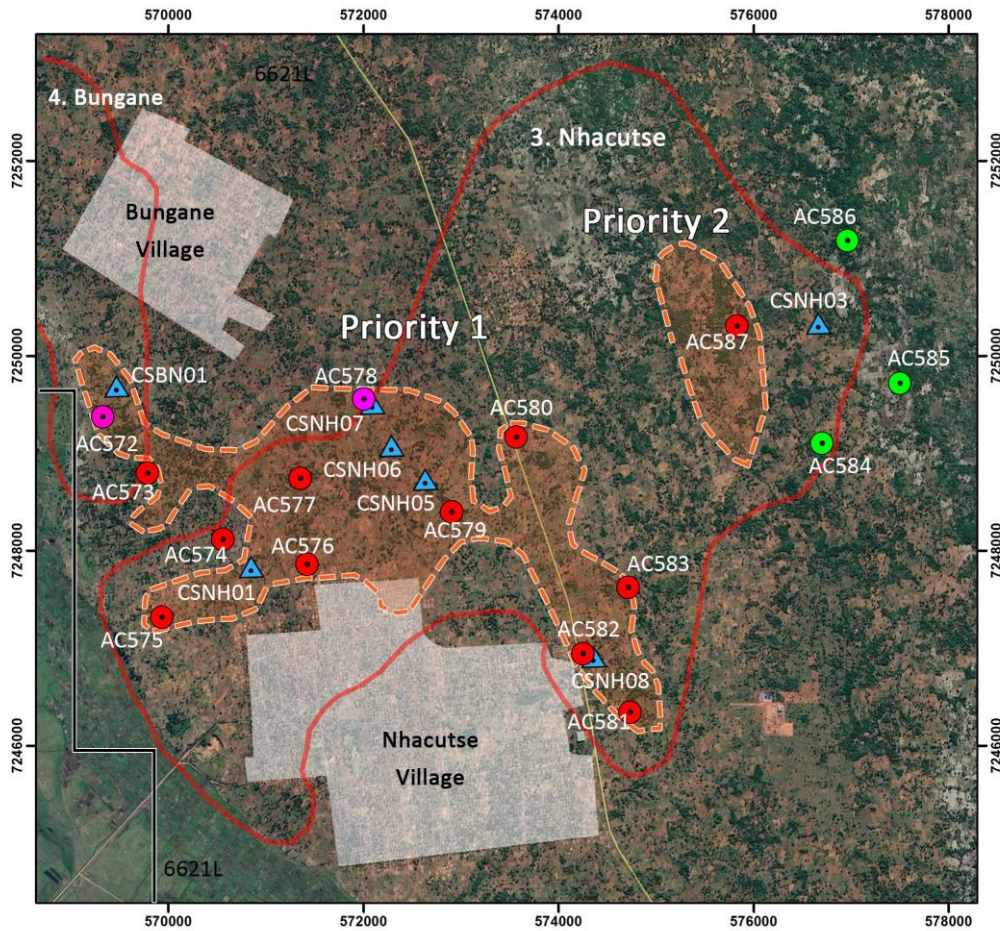 570000 572000 574000 576000 578000
6621L
4. Bungane
3. Nhacutse
7252000 7252000
Bungane
Village
Priority 2
AC586
CSNH03
Priority 1
AC587
7250000 7250000
AC578
CSBN01
AC585
CSNH07
AC580
AC572
CSNH06
AC584
AC573
AC577
CSNH05
AC579
7248000 7248000
AC574
AC576
AC583
CSNH01
AC575
AC582
CSNH08
AC581
7246000 7246000
Nhacutse
Village
6621L
570000 572000 574000 576000 578000